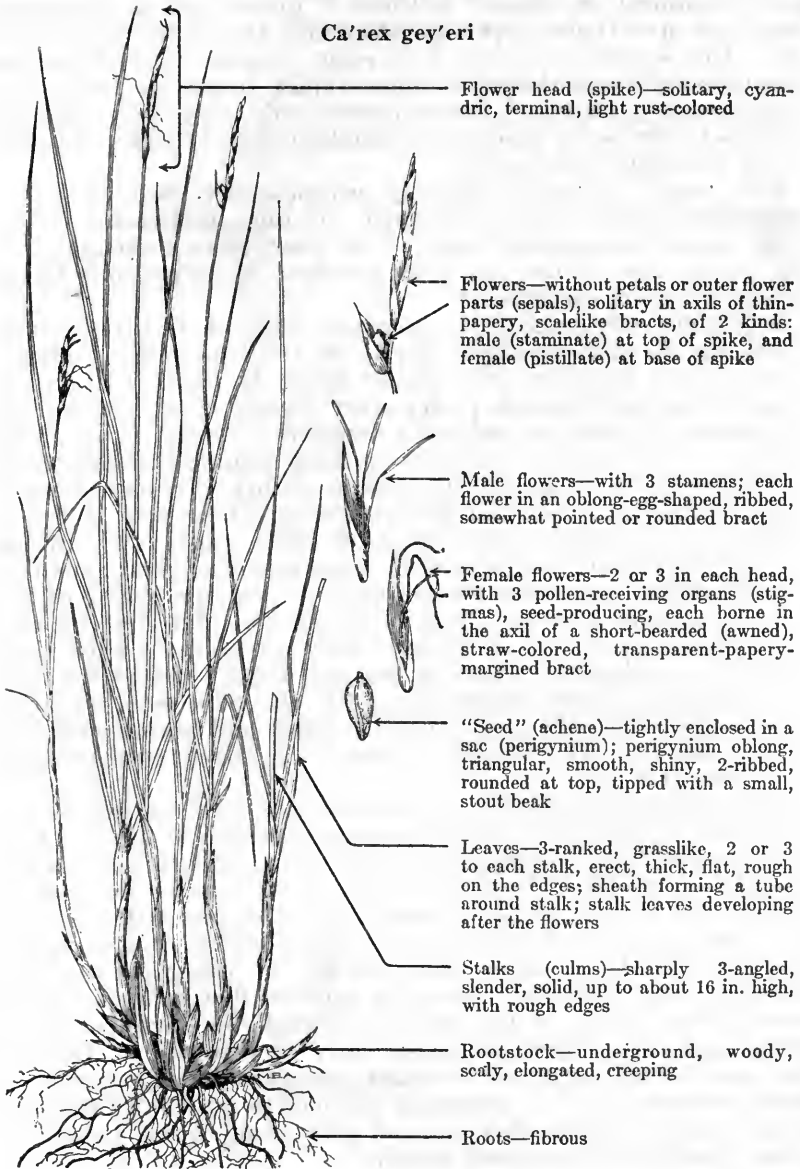 Ca'rex gey'eri
Flower head (spike)—solitary, cyan-
dric, terminal, light rust-colored
Flowers—without petals or outer flower
parts (sepals), solitary in axils of thin-
papery, scalelike bracts, of 2 kinds:
male (staminate) at top of spike, and
female (pistillate) at base of spike
Male flowers—with 3 stamens; each
flower in an oblong-egg-shaped, ribbed,
somewhat pointed or rounded bract
Female flowers—2 or 3 in each head,
with 3 pollen-receiving organs (stig-
mas), seed-producing, each borne in
the axil of a short-bearded (awned),
straw-colored, transparent-papery-
margined bract
"Seed" (achene)—tightly enclosed in a
sac (perigynium); perigynium oblong,
triangular, smooth, shiny, 2-ribbed,
rounded at top, tipped with a small,
stout beak
Leaves—3-ranked, grasslike, 2 or 3
to each stalk, erect, thick, flat, rough
on the edges; sheath forming a tube
around stalk; stalk leaves developing
after the flowers
Stalks (culms)—sharply 3-angled,
slender, solid, up to about 16 in. high,
with rough edges
Rootstock—underground, woody,
scaly, elongated, creeping
M.B.A.
Roots—fibrous